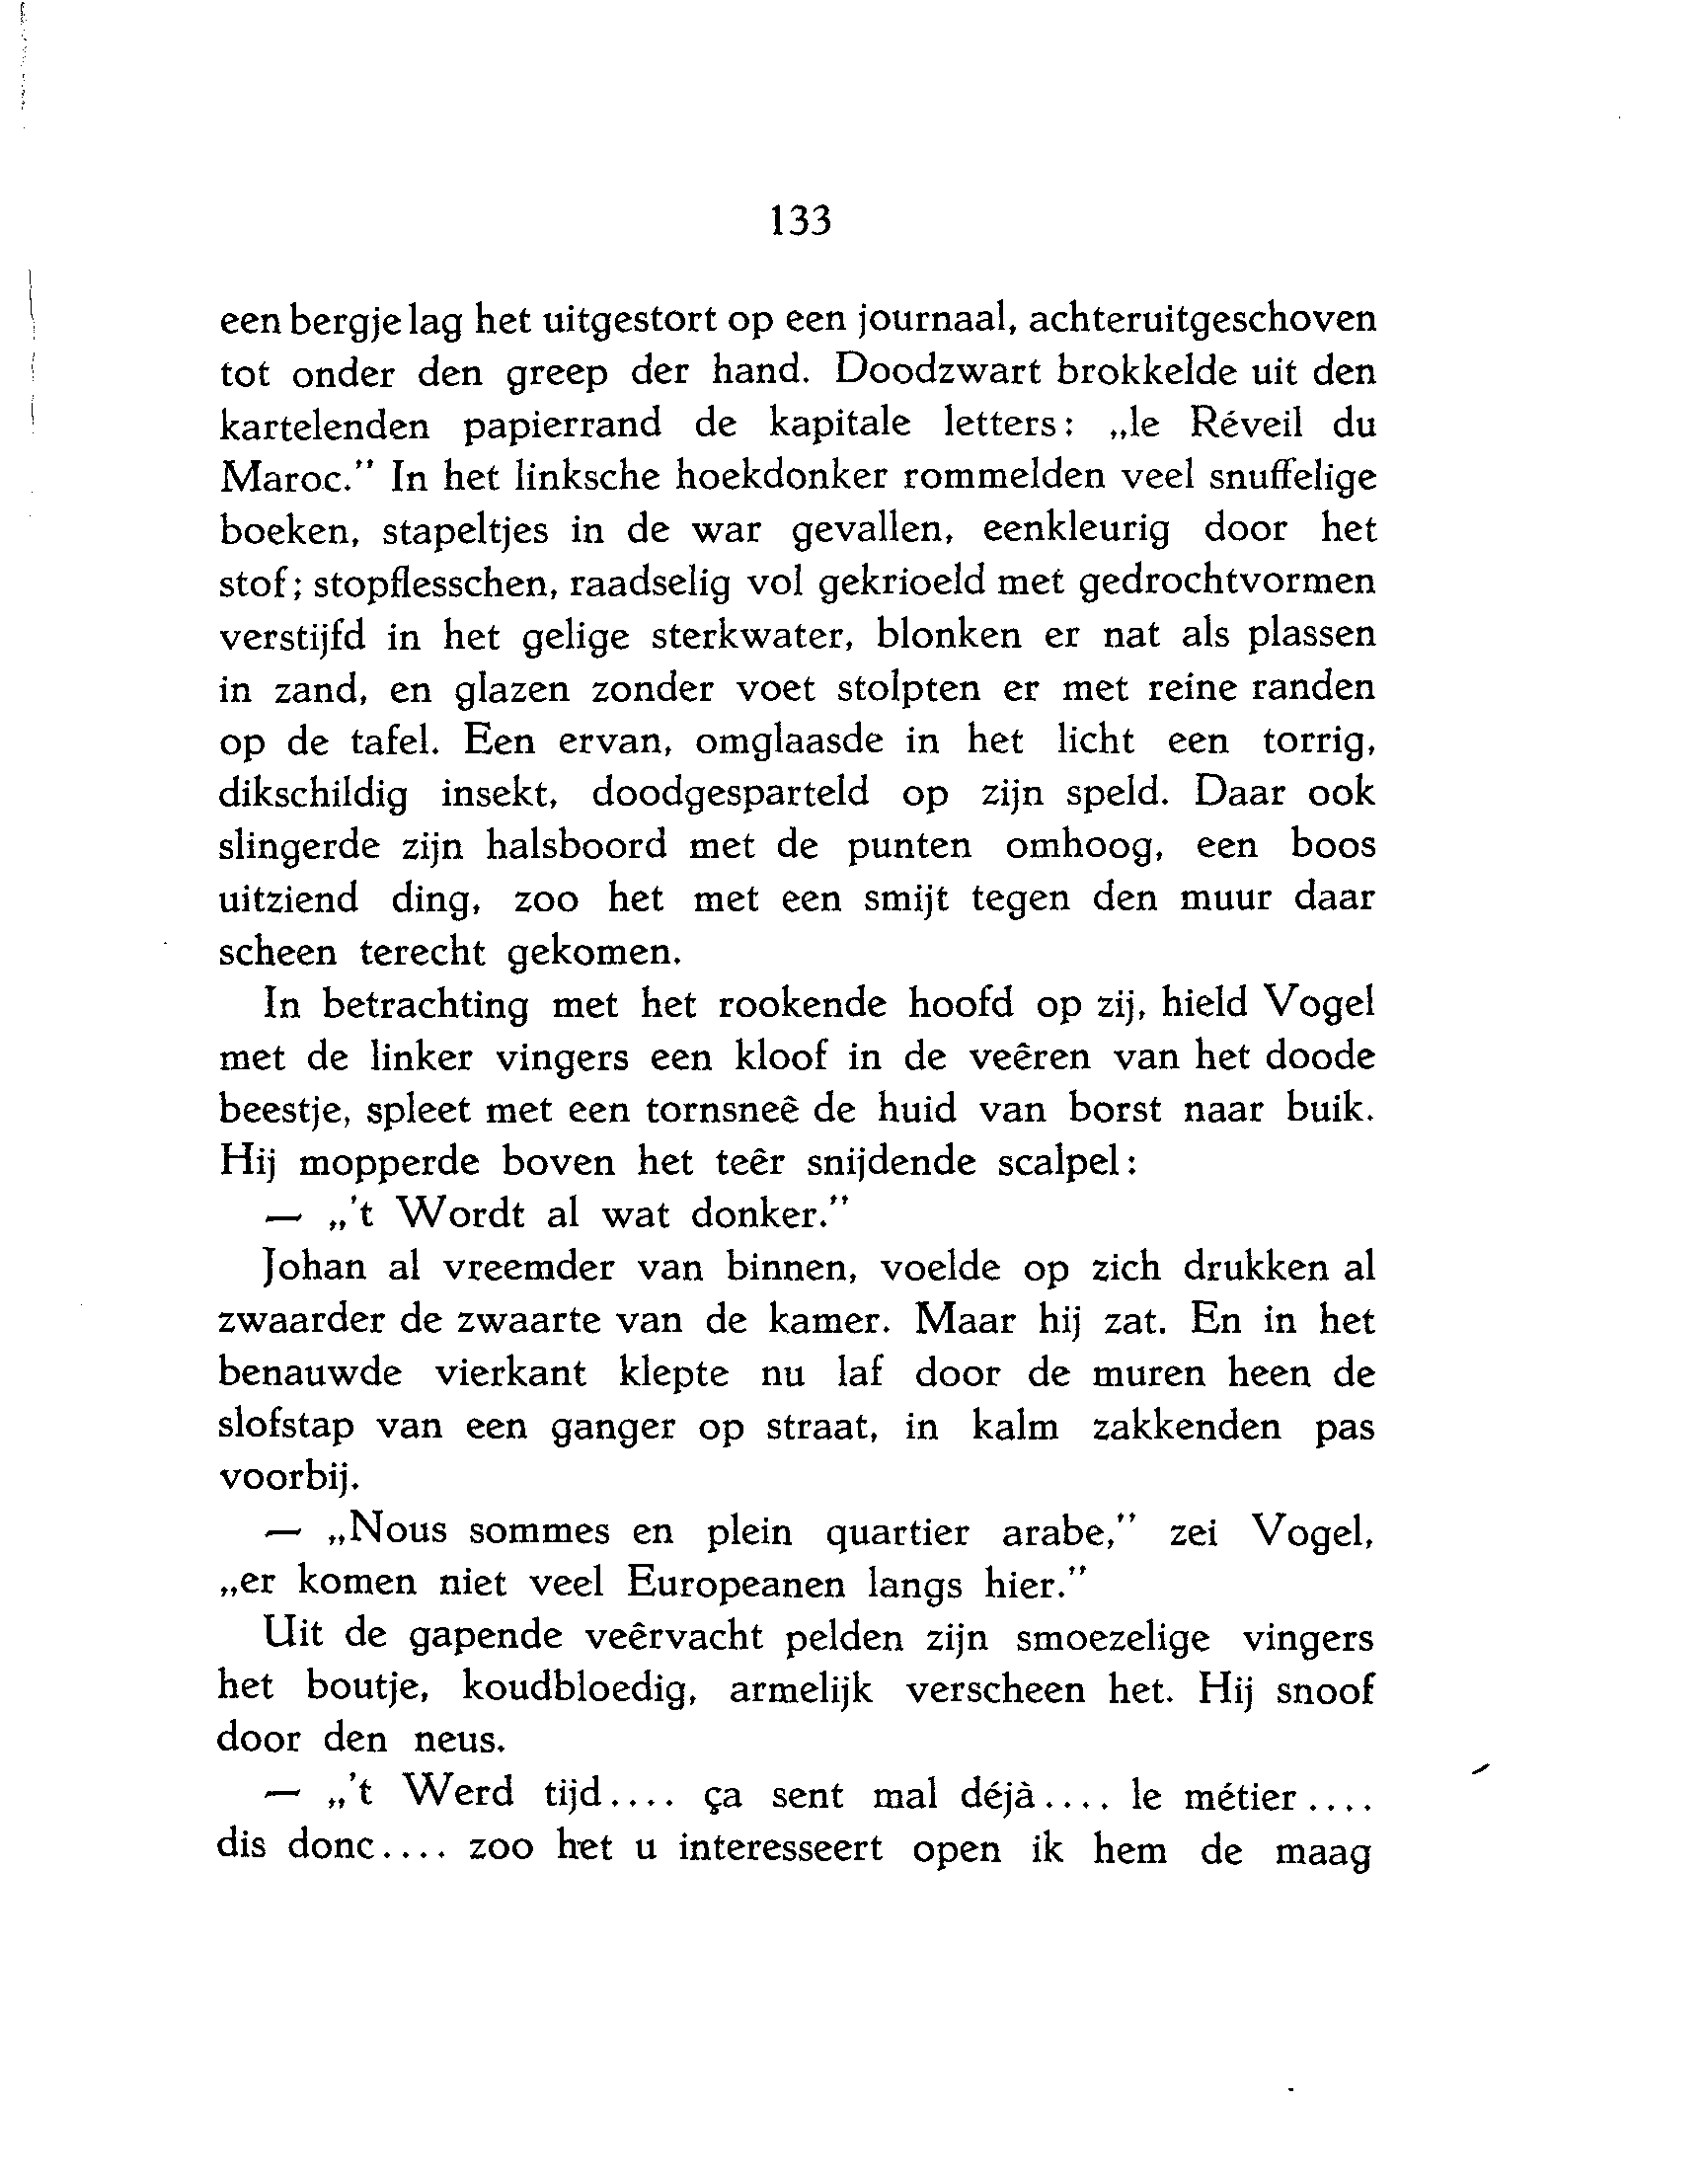 133
een bergje lag het uitgestort op een journaal, achteruitgeschoven
tot onder den greep der hand. Doodzwart brokkelde uit den
kartelenden papierrand de kapitale letters: „le Réveil du
Maroc.” In het linksche hoekdonker rommelden veel snuffelige
boeken, stapeltjes in de war gevallen, eenkleurig door het
stof; stopflesschen, raadselig vol gekrioeld met gedrochtvormen
verstijfd in het gelige sterkwater, blonken er nat als plassen
in zand, en glazen zonder voet stolpten er met reine randen
op de tafel. Een ervan, omglaasde in het licht een torrig,
dikschildig insekt, doodgesparteld op zijn speld. Daar ook
slingerde zijn halsboord met de punten omhoog, een boos
uitziend ding, zoo het met een smijt tegen den muur daar
scheen terecht gekomen.
In betrachting met het rookende hoofd op zij, hield Vogel
met de linker vingers een kloof in de veêren van het doode
beestje, spleet met een tornsneê de huid van borst naar buik.
Hij mopperde boven het teêr snijdende scalpel:
— „'t Wordt al wat donker.”
Johan al vreemder van binnen, voelde op zich drukken al
zwaarder de zwaarte van de kamer. Maar hij zat. En in het
benauwde vierkant klepte nu laf door de muren heen de
slofstap van een ganger op straat, in kalm zakkenden pas
voorbij.
— „Nous sommes en plein quartier arabe,” zei Vogel,
„er komen niet veel Europeanen langs hier.”
Uit de gapende veêrvacht pelden zijn smoezelige vingers
het boutje, koudbloedig, armelijk verscheen het. Hij snoof
door den neus.
— „'t Werd tijd.... ça sent mal déjà.... le métier....
dis donc.... zoo het u interesseert open ik hem de maag